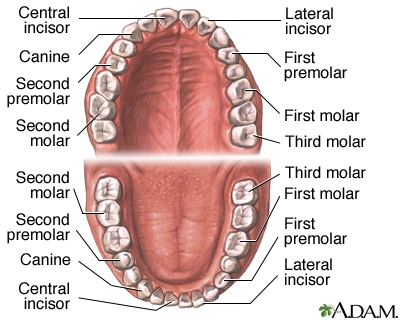 Central
incisor
Lateral
incisor
Canine
First
premolar
Second
premolar
First molar
Second
molar
Third molar
Second
molar
Third molar
First molar
Second
premolar
First
premolar
Canine
Lateral
incisor
Central
incisor
ADAM.